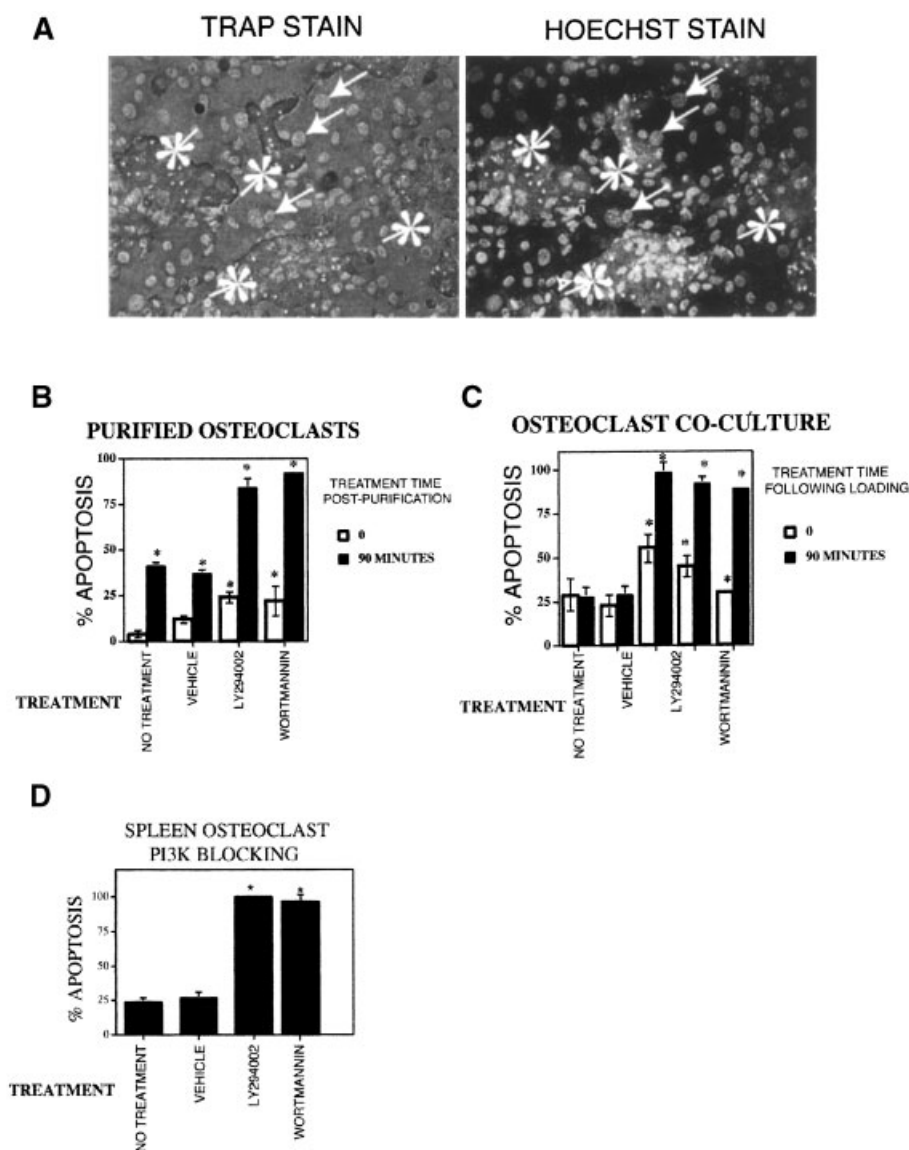 A
TRAP STAIN
HOECHST STAIN
B
PURIFIED OSTEOCLASTS
% APOPTOSIS
100
75
50
25
0
TREATMENT TIME
POST-PURIFICATION
0
90 MINUTES
TREATMENT
NO TREATMENT
VEHICLE
LY294002
WORTMANNIN
C
OSTEOCLAST CO-CULTURE
% APOPTOSIS
100
75
50
25
0
TREATMENT TIME
FOLLOWING LOADING
0
90 MINUTES
TREATMENT
NO TREATMENT
VEHICLE
LY294002
WORTMANNIN
D
SPLEEN OSTEOCLAST
PI3K BLOCKING
% APOPTOSIS
100
75
50
25
0
TREATMENT
NO TREATMENT
VEHICLE
LY294002
WORTMANNIN